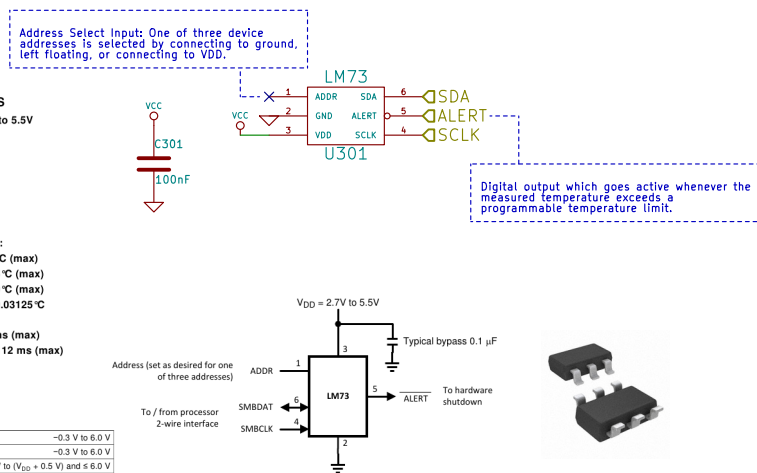 Address Select Input: One of three device
addresses is selected by connecting to ground,
left floating, or connecting to VDD.
LM73
1 ADDR SDA 6 SDA
2 GND ALERT 5 ALERT
VCC 3 VDD SCLK 4 SCLK
U301
S
to 5.5V
VCC
C301
100nF
Digital output which goes active whenever the
measured temperature exceeds a
programmable temperature limit.
:
C (max)
°C (max)
°C (max)
.03125°C
ms (max)
12 ms (max)
VDD = 2.7V to 5.5V
Typical bypass 0.1 μF
3
Address (set as desired for one
of three addresses)
1
ADDR
LM73
5
ALERT
To hardware
shutdown
To / from processor
2-wire interface
SMBDAT
6
SMBCLK
4
2
−0.3 V to 6.0 V
−0.3 V to 6.0 V
to (VDD + 0.5 V) and ≤ 6.0 V